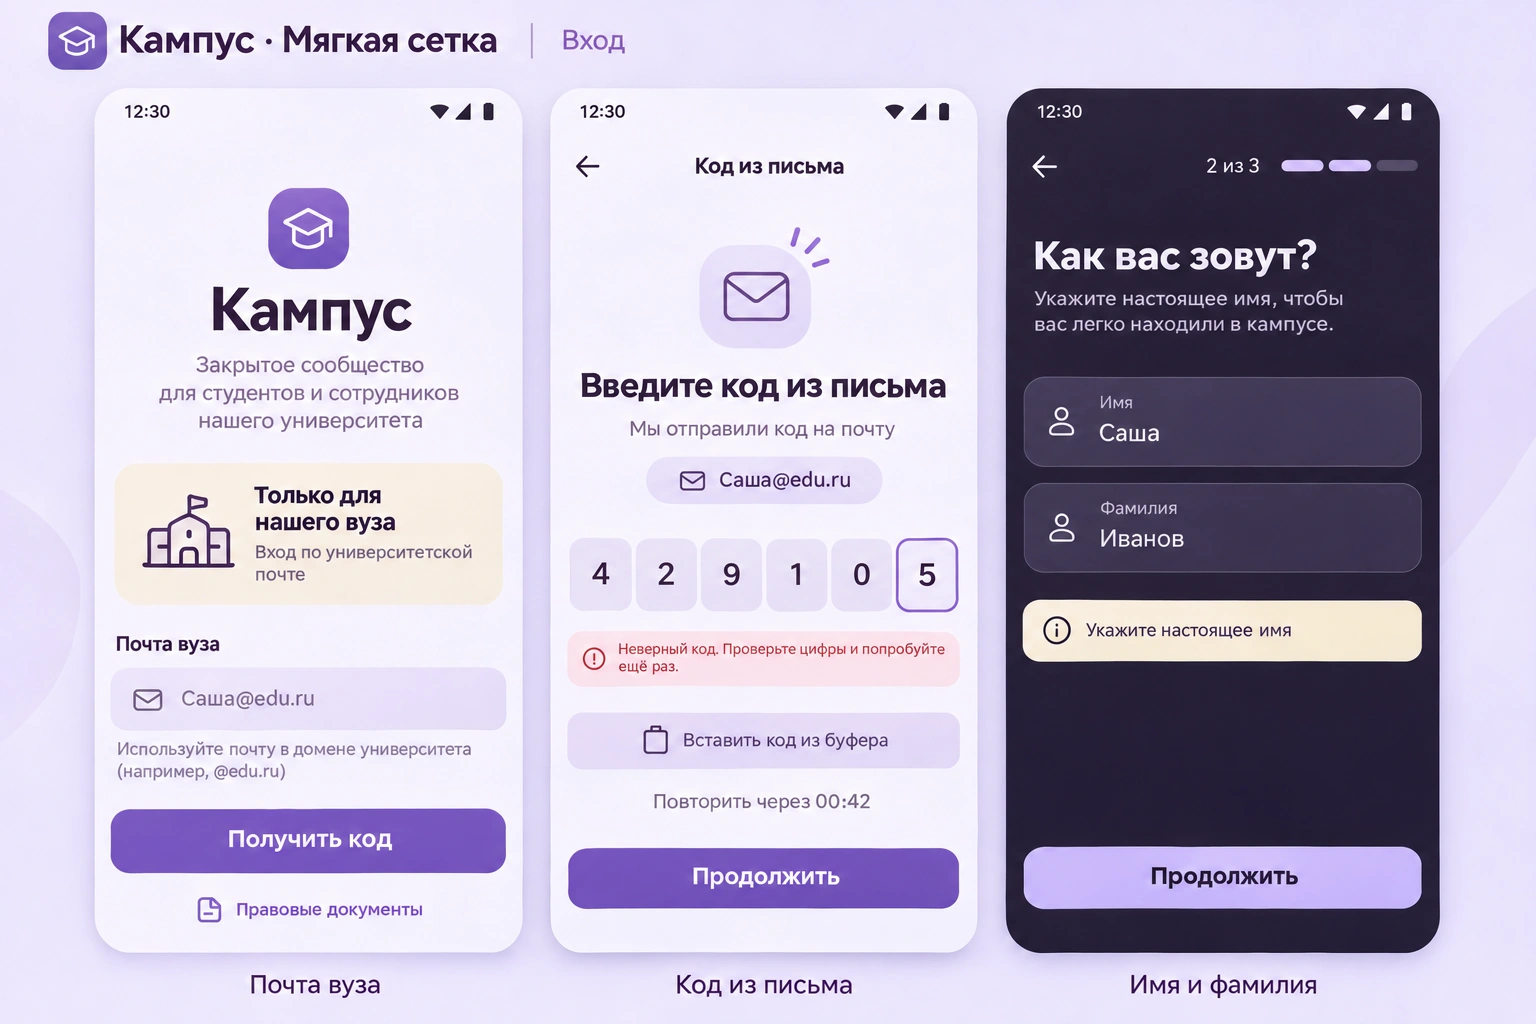 Кампус · Мягкая сетка
Вход
12:30
Кампус
Закрытое сообщество
для студентов и сотрудников
нашего университета
Только для
нашего вуза
Вход по университетской
почте
Почта вуза
Саша@edu.ru
Используйте почту в домене университета
(например, @edu.ru)
Получить код
Правовые документы
Почта вуза
12:30
Код из письма
Введите код из письма
Мы отправили код на почту
Саша@edu.ru
4 2 9 1 0 5
Неверный код. Проверьте цифры и попробуйте
ещё раз.
Вставить код из буфера
Повторить через 00:42
Продолжить
Код из письма
12:30
2 из 3
Как вас зовут?
Укажите настоящее имя, чтобы
вас легко находили в кампусе.
Имя
Саша
Фамилия
Иванов
Укажите настоящее имя
Продолжить
Имя и фамилия